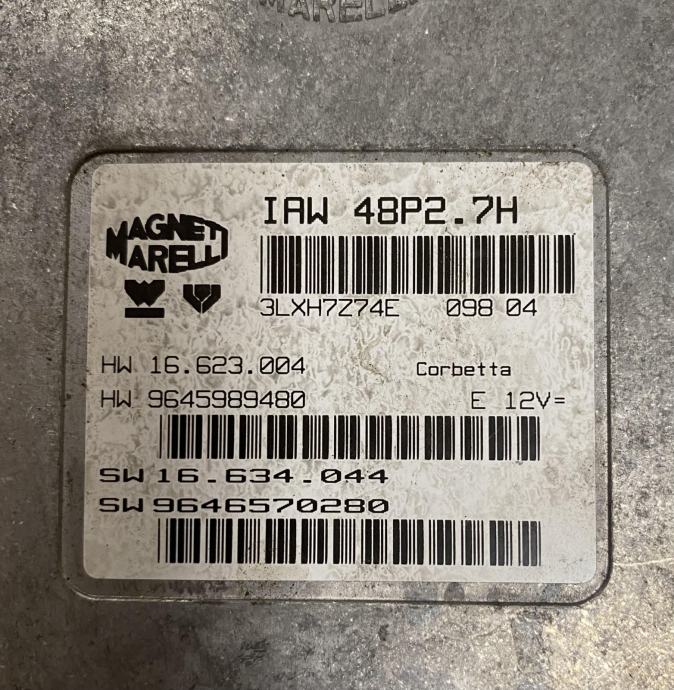 MARELLI
IAW 48P2.7H
MAGNETI
MARELLI
3LXH7Z74E 098 04
HW 16.623.004 Corbetta
HW 9645989480 E 12V=
SW 16.634.044
SW 9646570280